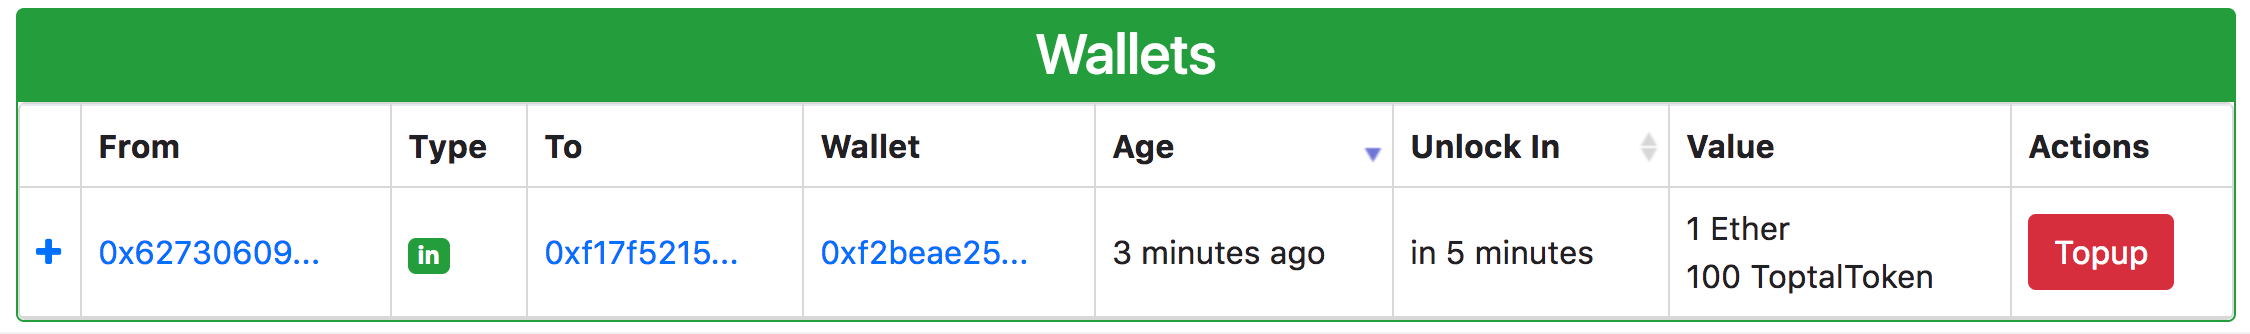 Wallets
From Type To Wallet Age Unlock In Value Actions
0x62730609... in 0xf17f5215... 0xf2beae25... 3 minutes ago in 5 minutes 1 Ether
100 ToptalToken Topup